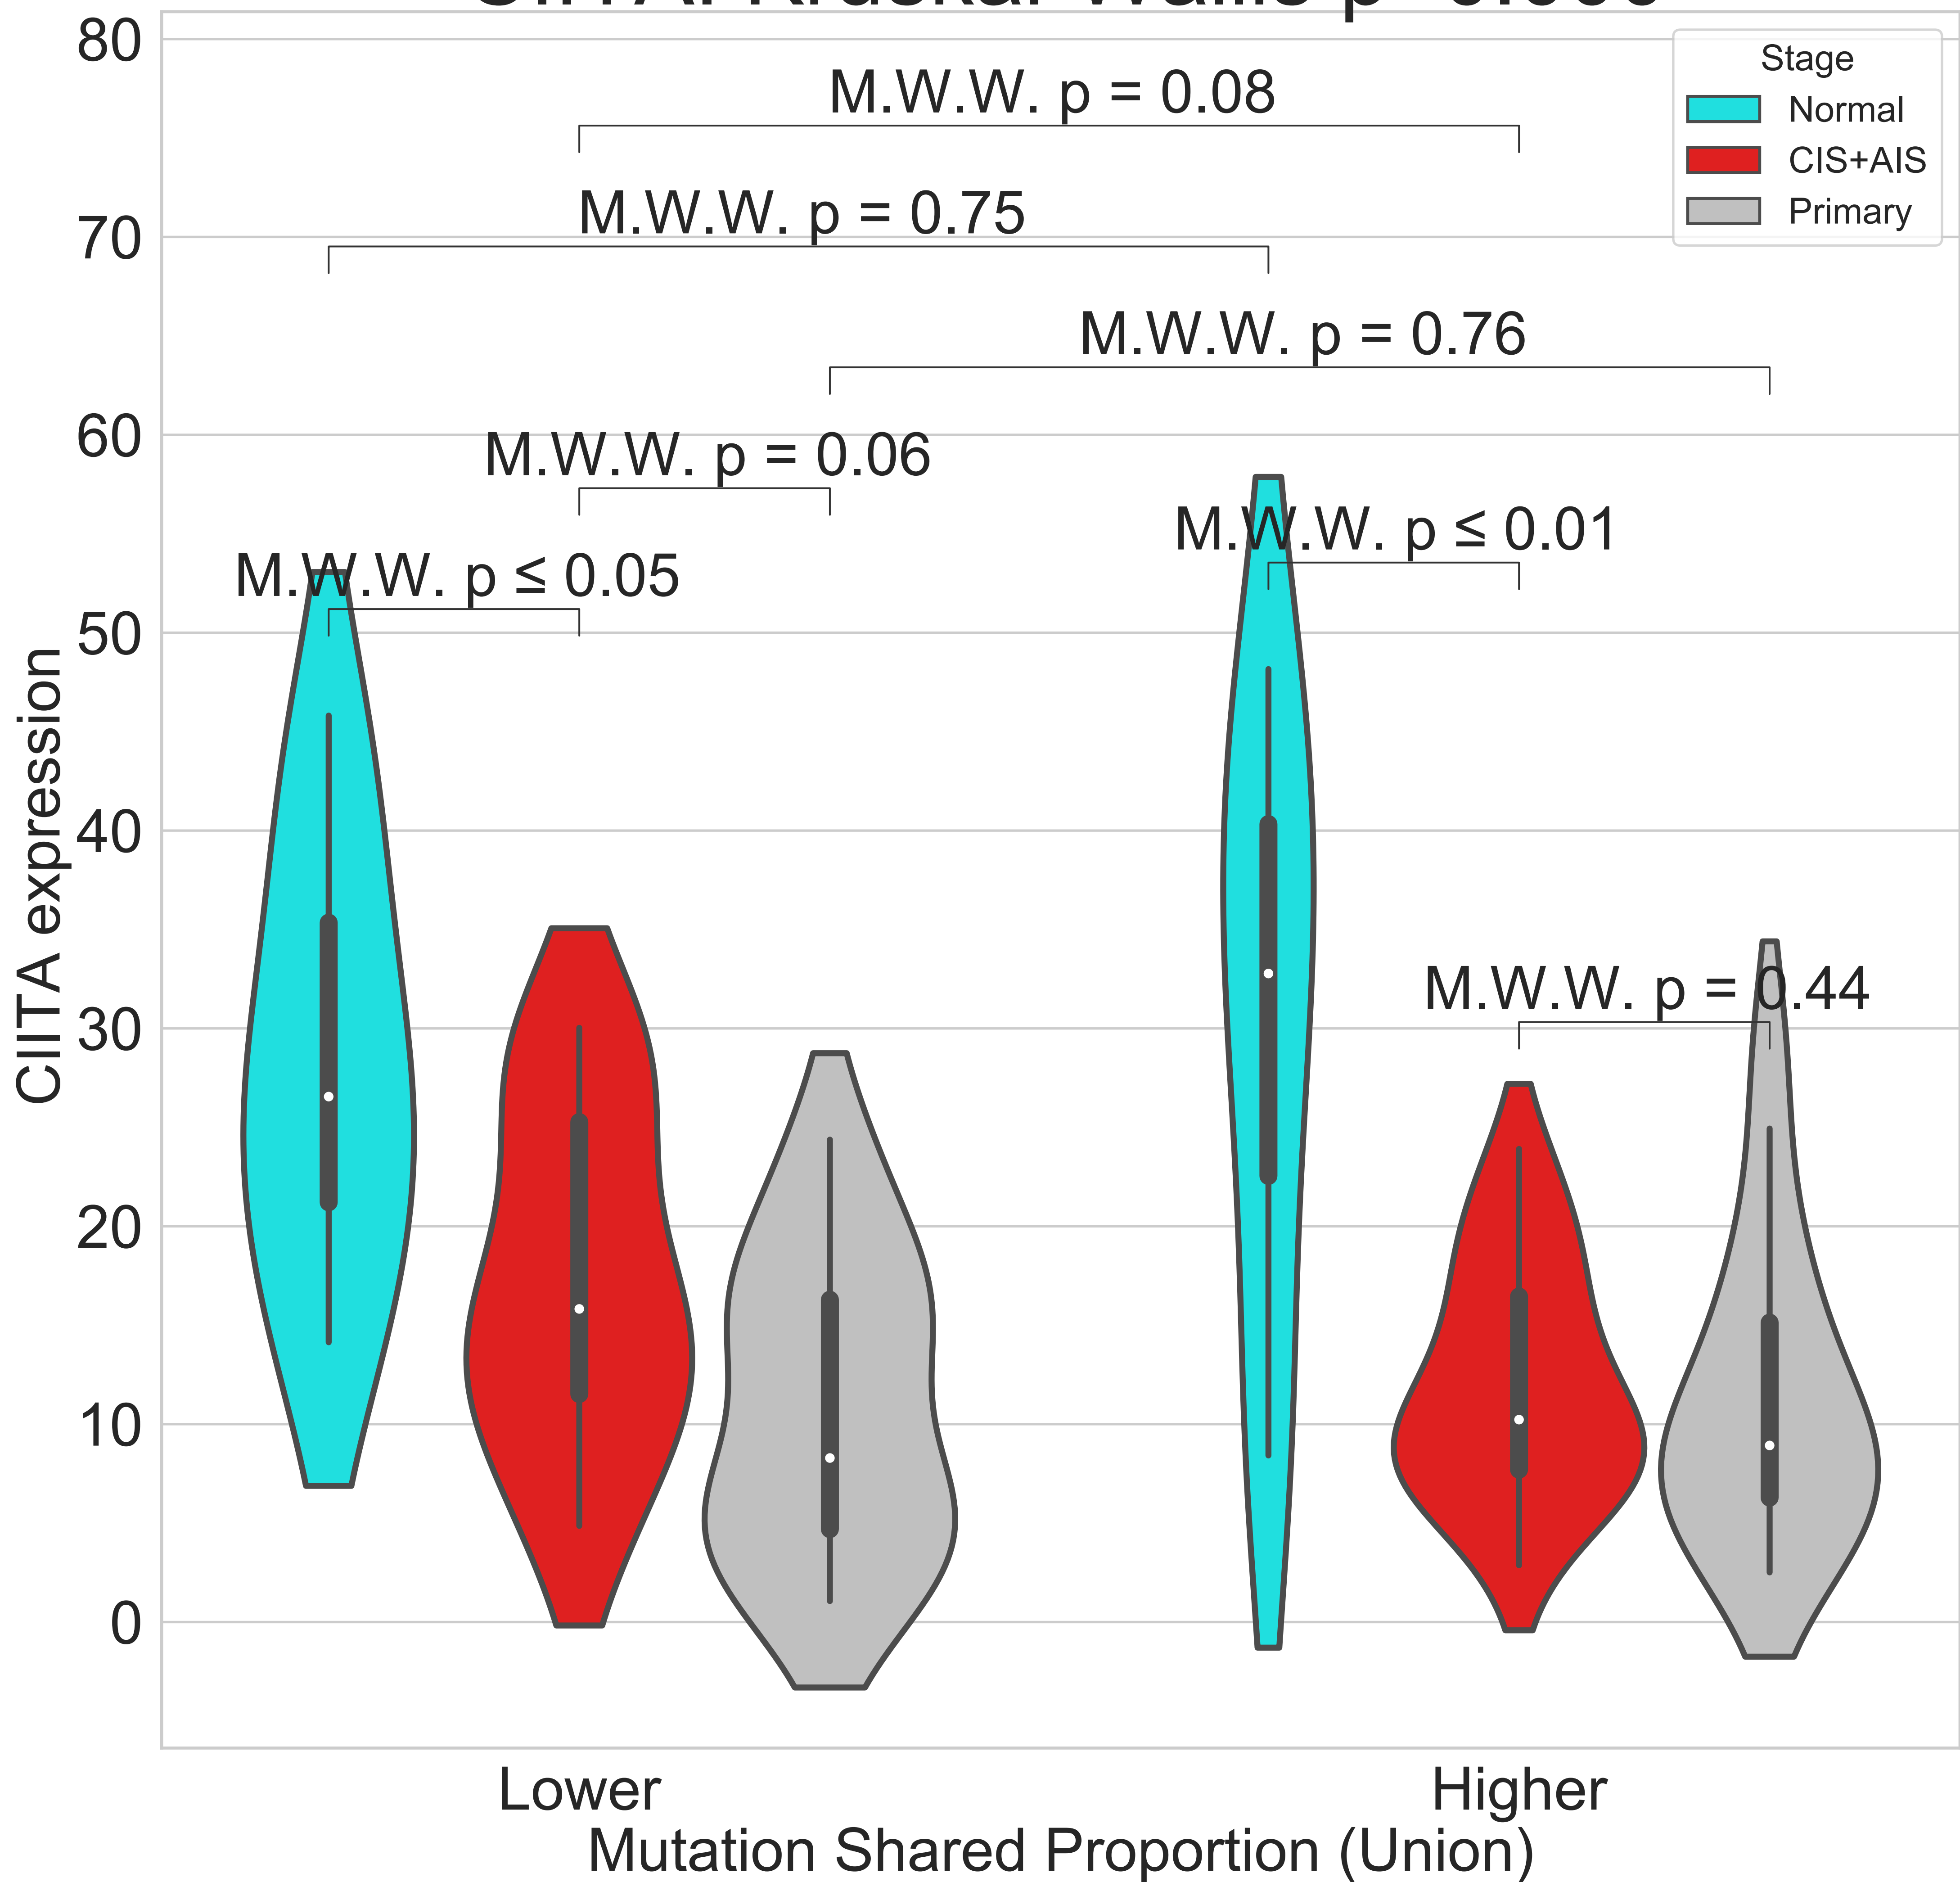 80
70
60
50
40
30
20
10
0
CIITA expression
Stage
Normal
CIS+AIS
Primary
M.W.W. p = 0.08
M.W.W. p = 0.75
M.W.W. p = 0.76
M.W.W. p = 0.06
M.W.W. p ≤ 0.01
M.W.W. p ≤ 0.05
M.W.W. p = 0.44
Lower
Higher
Mutation Shared Proportion (Union)